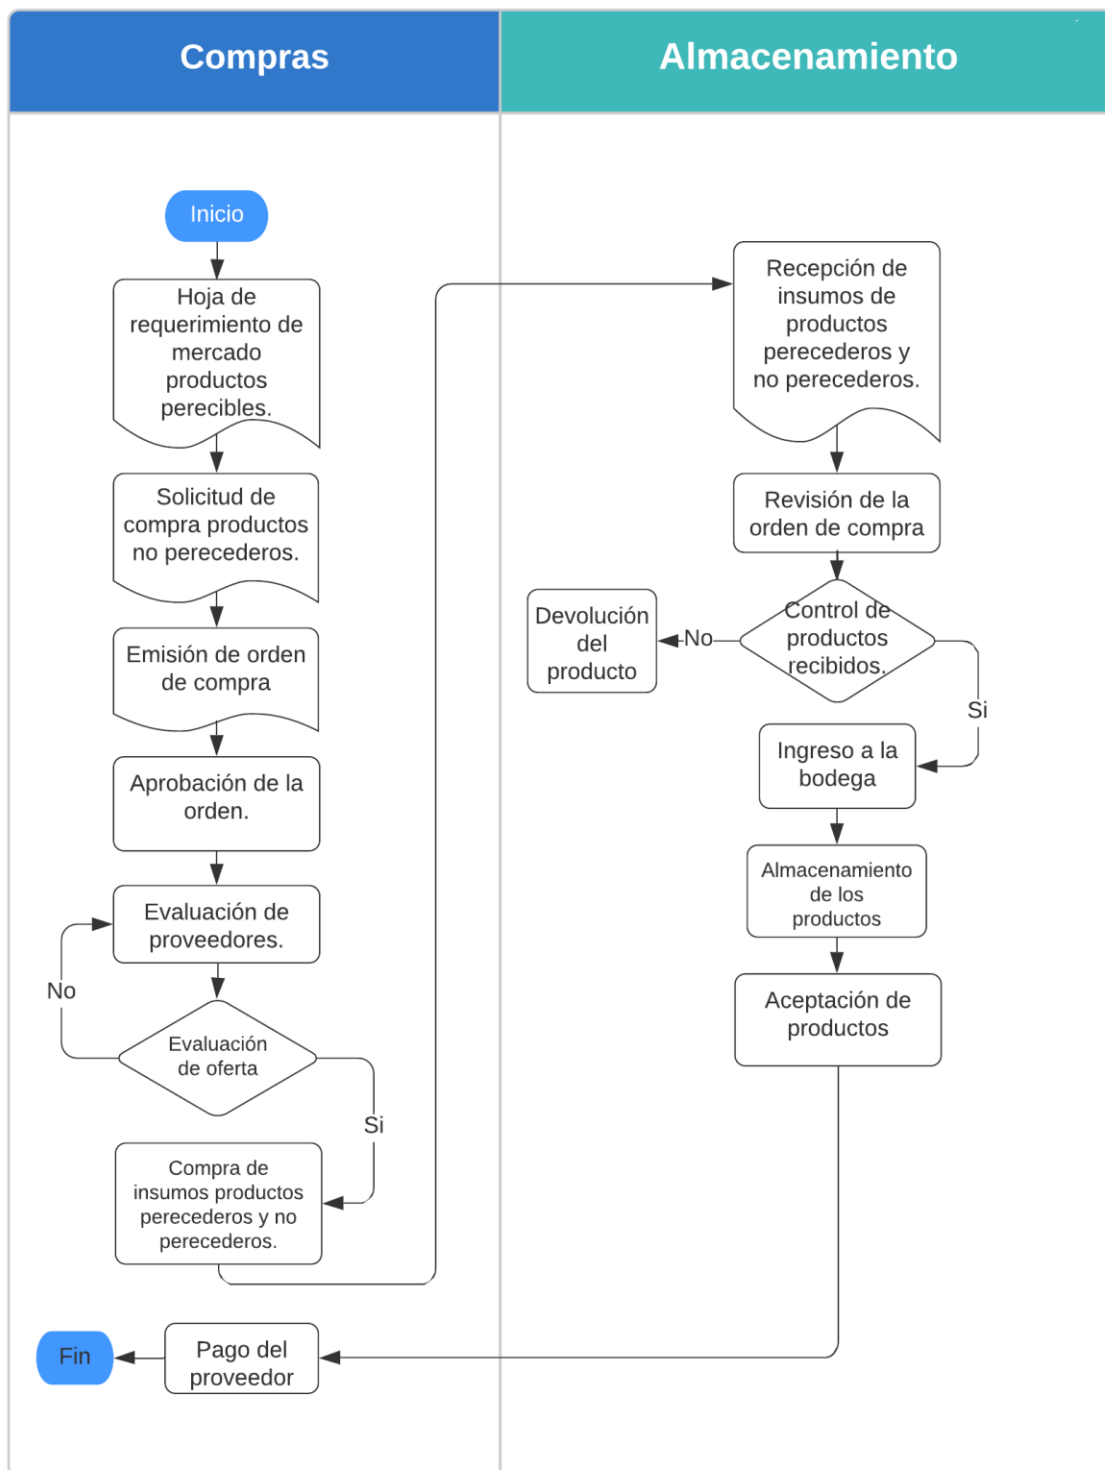 Compras
Almacenamiento
Inicio
Hoja de
requerimiento de
mercado
productos
perecibles.
Solicitud de
compra productos
no perecederos.
Emisión de orden
de compra
Aprobación de la
orden.
Evaluación de
proveedores.
No
Evaluación
de oferta
Si
Compra de
insumos productos
perecederos y no
perecederos.
Recepción de
insumos de
productos
perecederos y
no perecederos.
Revisión de la
orden de compra
Control de
productos
recibidos.
No
Devolución
del
producto
Si
Ingreso a la
bodega
Almacenamiento
de los
productos
Aceptación de
productos
Pago del
proveedor
Fin